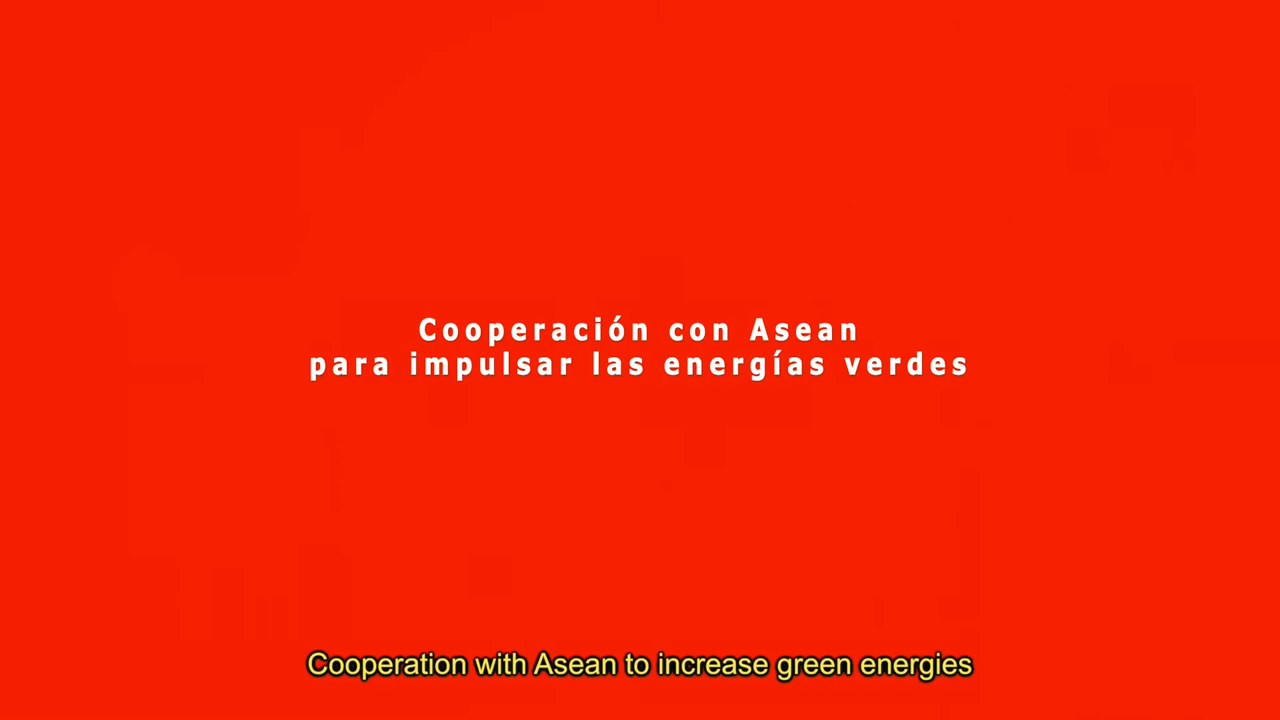 Cooperación con Asean
para impulsar las energías verdes
Cooperation with Asean to increase green energies